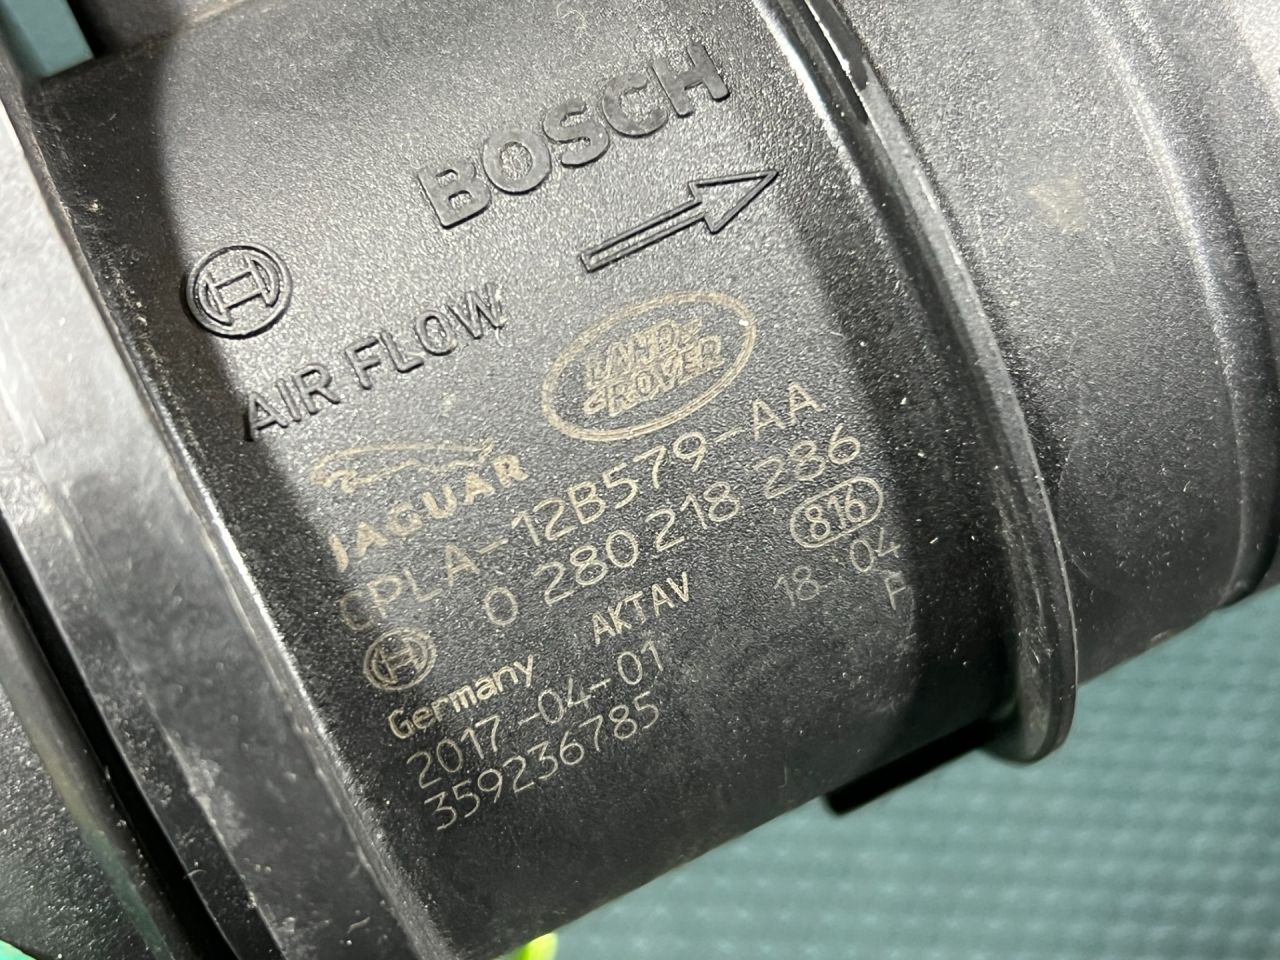 BOSCH
AIR FLOW
LAND ROVER
JAGUAR
CPLA-12B579-AA
0 280 218 286
816
AKTAV
18 04
Germany
P
2017-04-01
359236785